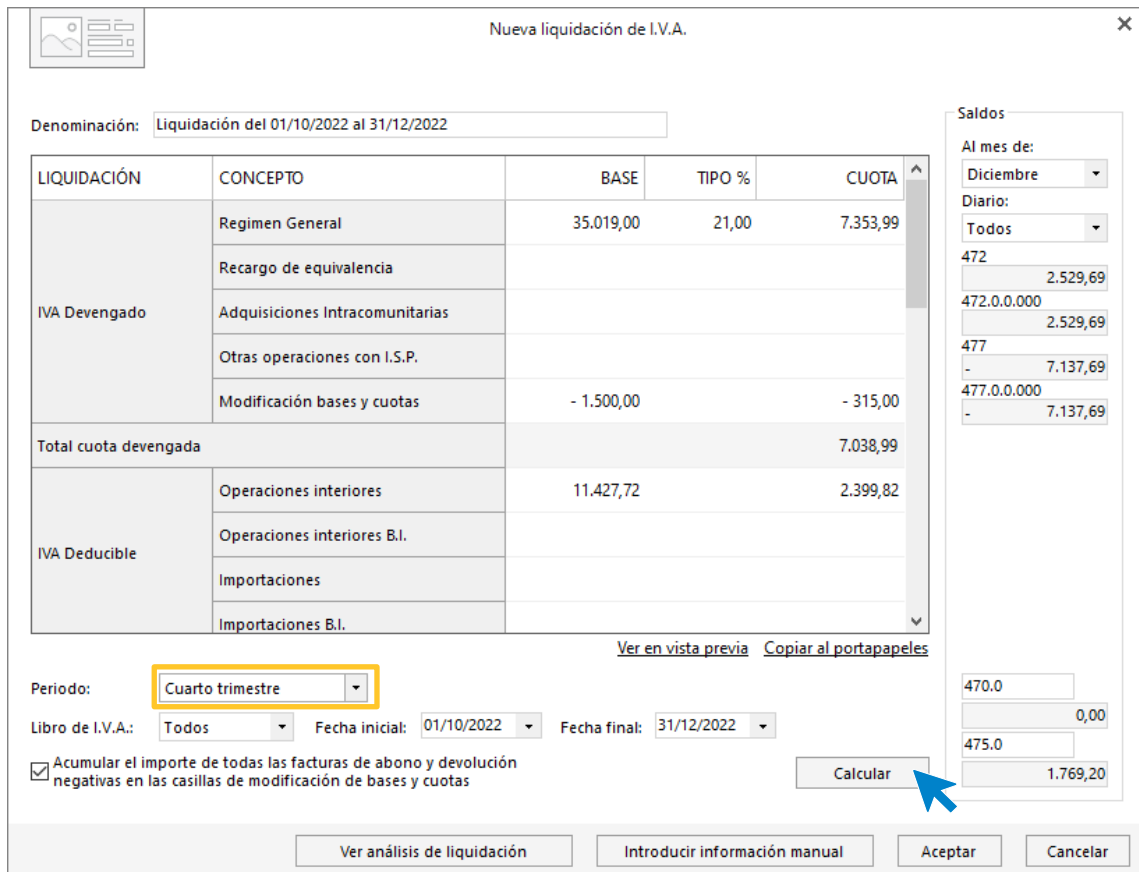 Nueva liquidación de I.V.A.
Denominación: Liquidación del 01/10/2022 al 31/12/2022
LIQUIDACIÓN CONCEPTO BASE TIPO % CUOTA
IVA Devengado
Regimen General 35.019,00 21,00 7.353,99
Recargo de equivalencia
Adquisiciones Intracomunitarias
Otras operaciones con I.S.P.
Modificación bases y cuotas - 1.500,00 - 315,00
Total cuota devengada 7.038,99
IVA Deducible
Operaciones interiores 11.427,72 2.399,82
Operaciones interiores B.I.
Importaciones
Importaciones B.I.
Ver en vista previa Copiar al portapapeles
Periodo: Cuarto trimestre
Libro de I.V.A.: Todos Fecha inicial: 01/10/2022 Fecha final: 31/12/2022
Acumular el importe de todas las facturas de abono y devolución
negativas en las casillas de modificación de bases y cuotas
Calcular
Saldos
Al mes de:
Diciembre
Diario:
Todos
472
2.529,69
472.0.0.000
2.529,69
477
- 7.137,69
477.0.0.000
- 7.137,69
470.0
0,00
475.0
1.769,20
Ver análisis de liquidación Introducir información manual Aceptar Cancelar